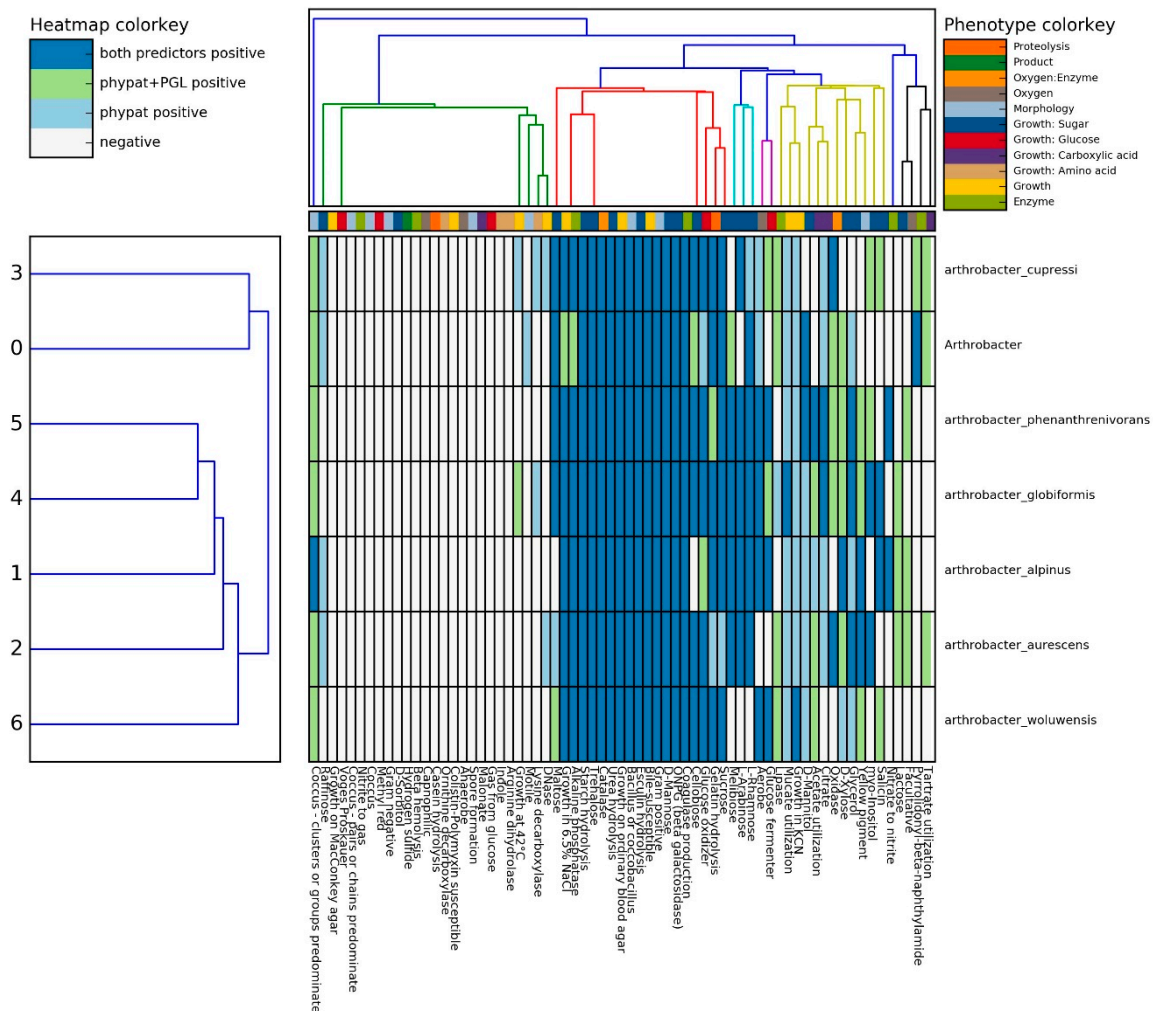 Heatmap colorkey
both predictors positive
phypat+PGL positive
phypat positive
negative
Phenotype colorkey
Proteolysis
Product
Oxygen:Enzyme
Oxygen
Morphology
Growth: Sugar
Growth: Glucose
Growth: Carboxylic acid
Growth: Amino acid
Growth
Enzyme
3
0
5
4
1
2
6
arthrobacter_cupressi
Arthrobacter
arthrobacter_phenanthrenivorans
arthrobacter_globiformis
arthrobacter_alpinus
arthrobacter_aurescens
arthrobacter_woluwensis
Coccus - clusters or groups predominate
Raffinose
Growth on MacConkey agar
Voges Proskauer
Coccus - pairs or chains predominate
Nitrite to gas
Coccus
Methyl red
Gram negative
D-Sorbitol
Hydrogen sulfide
Beta hemolysis
Capnophilic
Casein hydrolysis
Ornithine decarboxylase
Colistin-Polymyxin susceptible
Anaerobe
Spore formation
Malonate
Gas from glucose
Indole
Arginine dihydrolase
Growth at 42°C
Motile
Lysine decarboxylase
DNase
Maltose
Growth in 6.5% NaCl
Alkaline phosphatase
Starch hydrolysis
Trehalose
Catalase
Urea hydrolysis
Growth on ordinary blood agar
Bacillus or coccobacillus
Esculin hydrolysis
Bile-susceptible
Gram positive
D-Mannose
ONPG (beta galactosidase)
Coagulase production
Cellobiose
Glucose oxidizer
Gelatin hydrolysis
Sucrose
Melibiose
L-Arabinose
L-Rhamnose
Aerobe
Glucose fermenter
Lipase
Mucate utilization
Growth in KCN
D-Mannitol
Acetate utilization
Citrate
Oxidase
D-Xylose
Glycerol
Yellow pigment
myo-Inositol
Salicin
Nitrate to nitrite
Lactose
Facultative
Pyrrolidonyl-beta-naphthylamide
Tartrate utilization